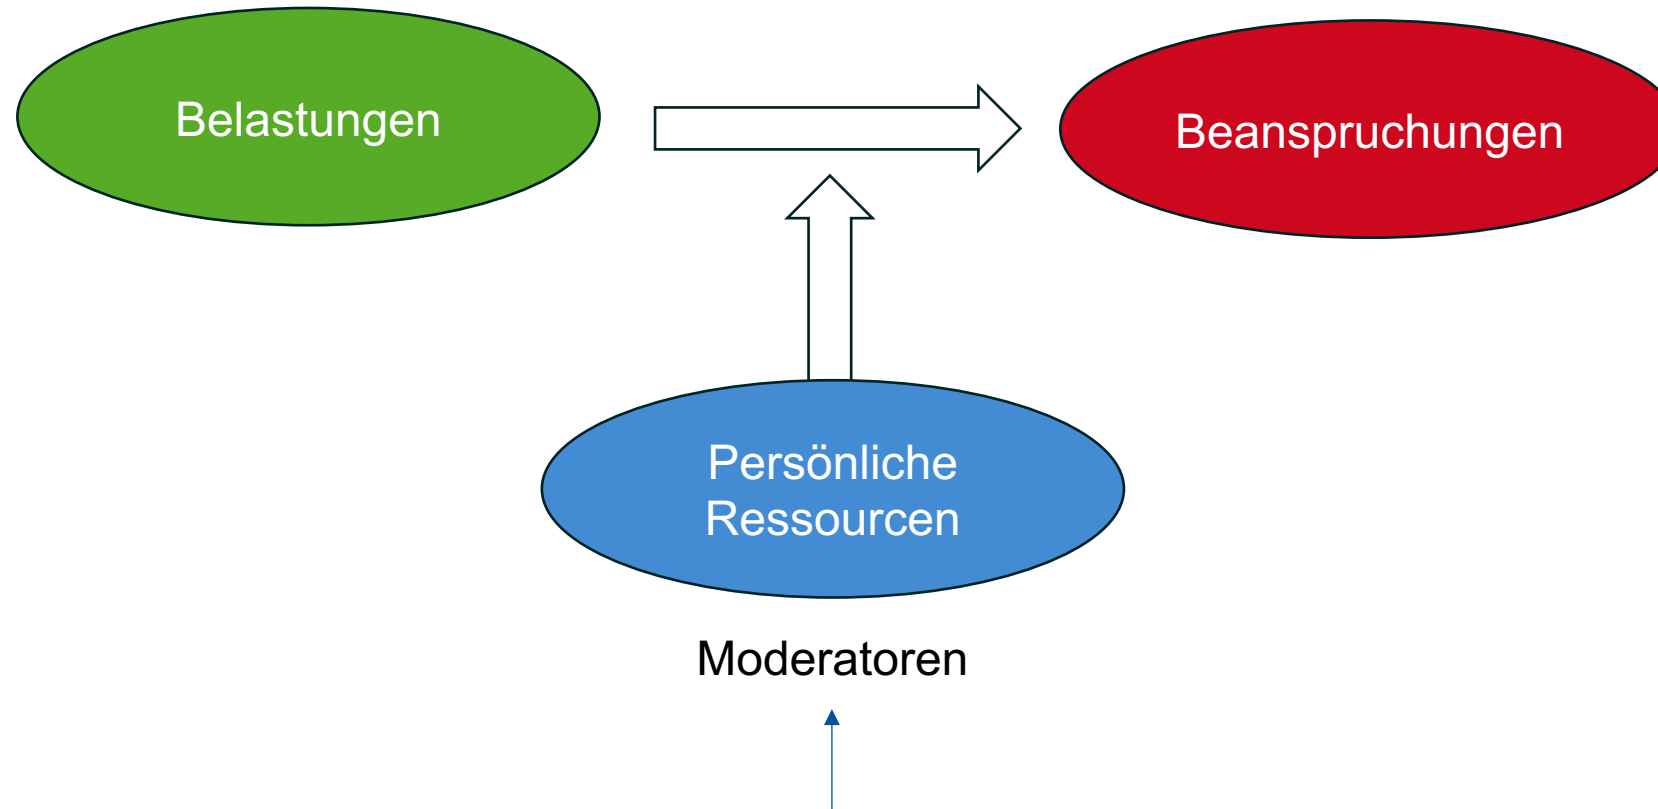 Belastungen
Beanspruchungen
Persönliche
Ressourcen
Moderatoren